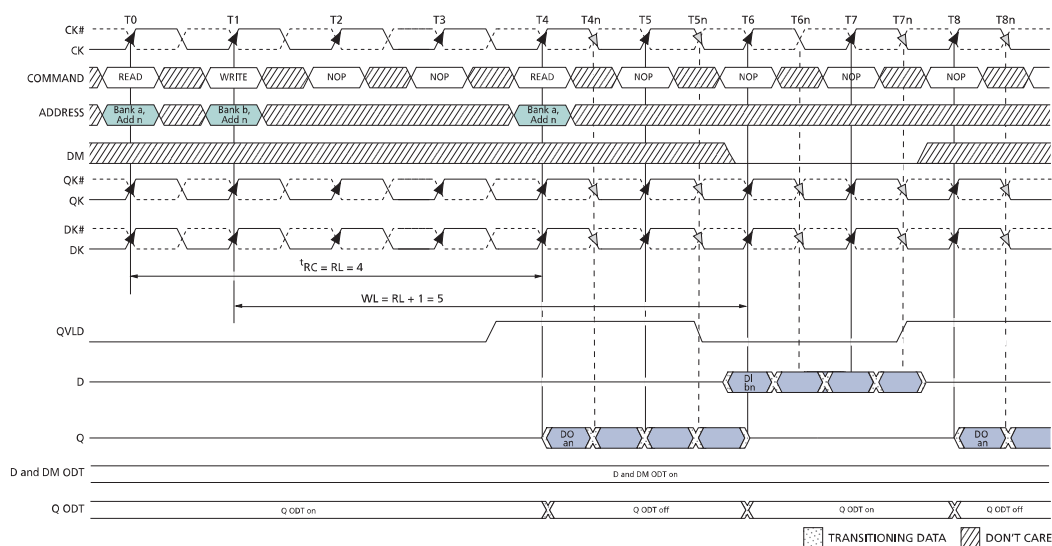 T0 T1 T2 T3 T4 T4n T5 T5n T6 T6n T7 T7n T8 T8n
CK#
CK
COMMAND READ WRITE NOP NOP READ NOP NOP NOP NOP
ADDRESS Bank a, Add n Bank b, Add n Bank a, Add n
DM
QK#
QK
DK#
DK
tRC = RL = 4
WL = RL + 1 = 5
QVLD
D DI bn
Q DO an DO an
D and DM ODT D and DM ODT on
Q ODT Q ODT on Q ODT off Q ODT on Q ODT off
TRANSITIONING DATA DON'T CARE